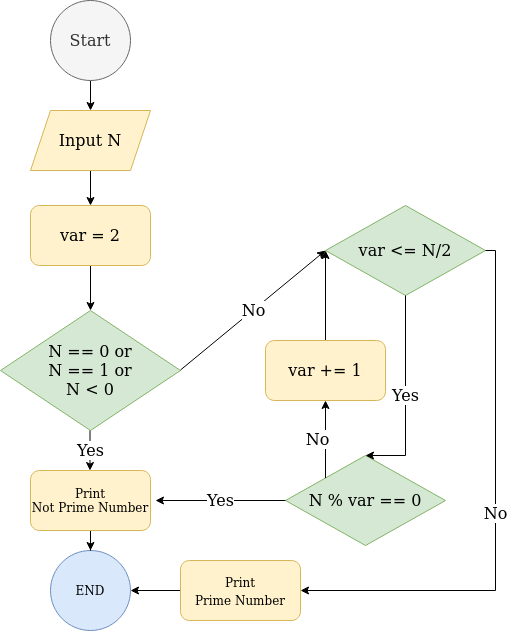 Start
Input N
var = 2
N == 0 or
N == 1 or
N < 0
No
Yes
var <= N/2
var += 1
Yes
No
N % var == 0
Yes
No
Print
Not Prime Number
END
Print
Prime Number